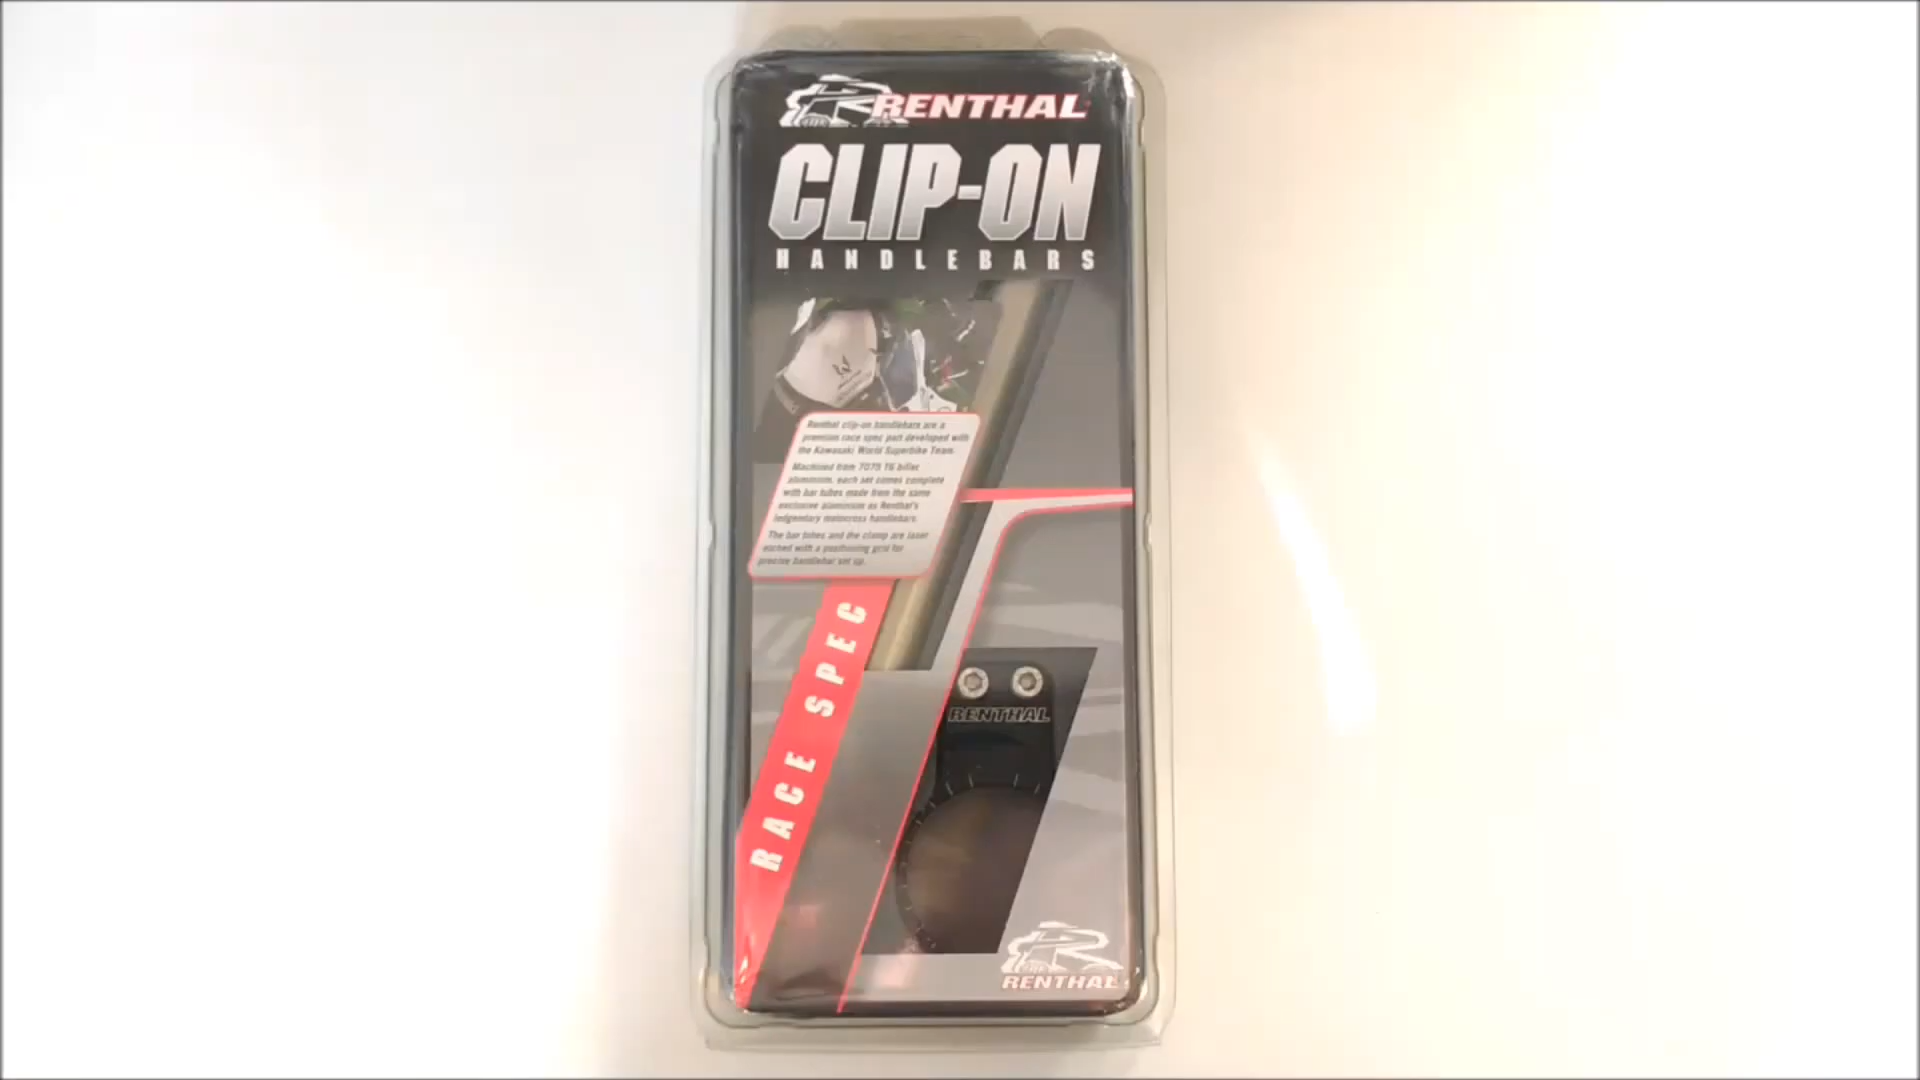 RENTHAL
CLIP-ON
HANDLEBARS
Renthal clip-on handlebars are a
premium race spec part developed with
the Kawasaki World Superbike Team.
Machined from 7075 T6 billet
aluminium, each set comes complete
with bar tubes made from the same
exclusive aluminium as Renthal's
ledgendary motocross handlebars.
The bar tubes and the clamp are laser
etched with a positioning grid for
precise handlebar set up.
RACE SPEC
RENTHAL
RENTHAL